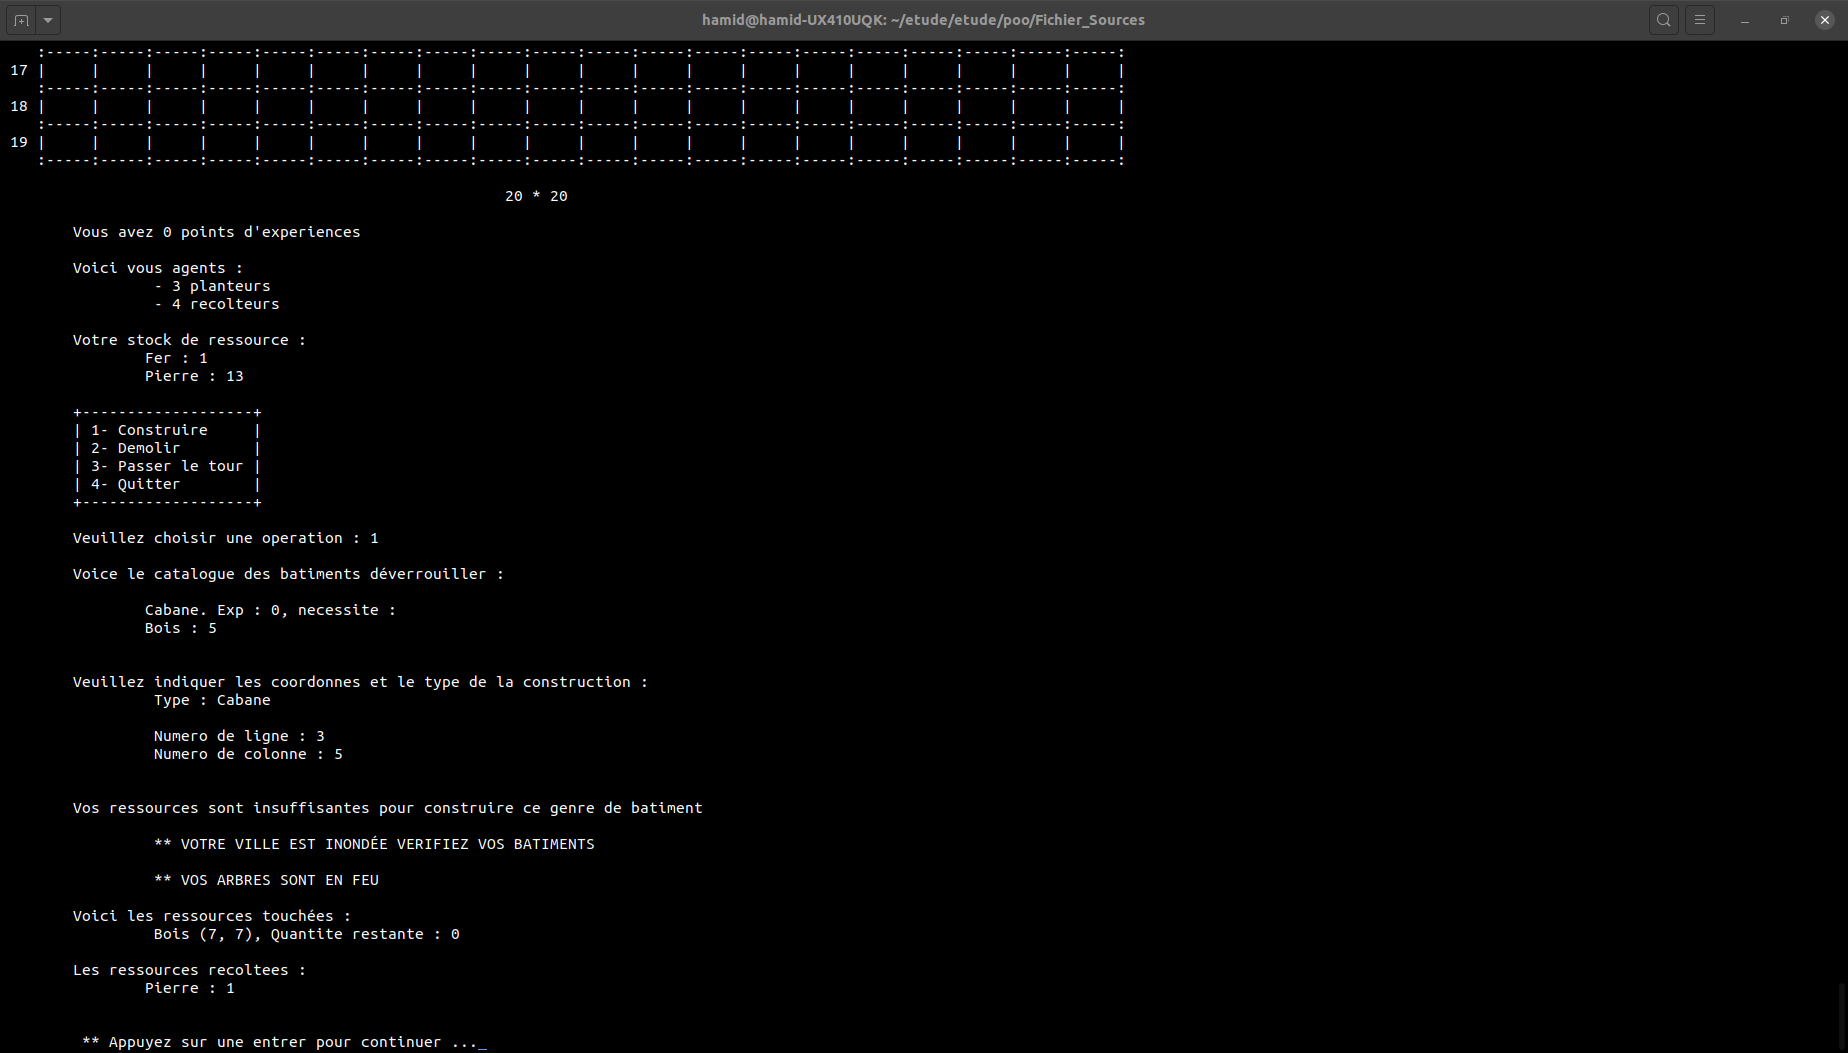 hamid@hamid-UX410UQK: ~/etude/etude/poo/Fichier_Sources
:-----:-----:-----:-----:-----:-----:-----:-----:-----:-----:-----:-----:-----:-----:-----:-----:-----:-----:-----:-----:
17 |     |     |     |     |     |     |     |     |     |     |     |     |     |     |     |     |     |     |     |     |
:-----:-----:-----:-----:-----:-----:-----:-----:-----:-----:-----:-----:-----:-----:-----:-----:-----:-----:-----:-----:
18 |     |     |     |     |     |     |     |     |     |     |     |     |     |     |     |     |     |     |     |     |
:-----:-----:-----:-----:-----:-----:-----:-----:-----:-----:-----:-----:-----:-----:-----:-----:-----:-----:-----:-----:
19 |     |     |     |     |     |     |     |     |     |     |     |     |     |     |     |     |     |     |     |     |
:-----:-----:-----:-----:-----:-----:-----:-----:-----:-----:-----:-----:-----:-----:-----:-----:-----:-----:-----:-----:
20 * 20
Vous avez 0 points d'experiences
Voici vous agents :
- 3 planteurs
- 4 recolteurs
Votre stock de ressource :
Fer : 1
Pierre : 13
+-------------------+
| 1- Construire     |
| 2- Demolir        |
| 3- Passer le tour |
| 4- Quitter        |
+-------------------+
Veuillez choisir une operation : 1
Voice le catalogue des batiments déverrouiller :
Cabane. Exp : 0, necessite :
Bois : 5
Veuillez indiquer les coordonnes et le type de la construction :
Type : Cabane
Numero de ligne : 3
Numero de colonne : 5
Vos ressources sont insuffisantes pour construire ce genre de batiment
** VOTRE VILLE EST INONDÉE VERIFIEZ VOS BATIMENTS
** VOS ARBRES SONT EN FEU
Voici les ressources touchées :
Bois (7, 7), Quantite restante : 0
Les ressources recoltees :
Pierre : 1
** Appuyez sur une entrer pour continuer ..._